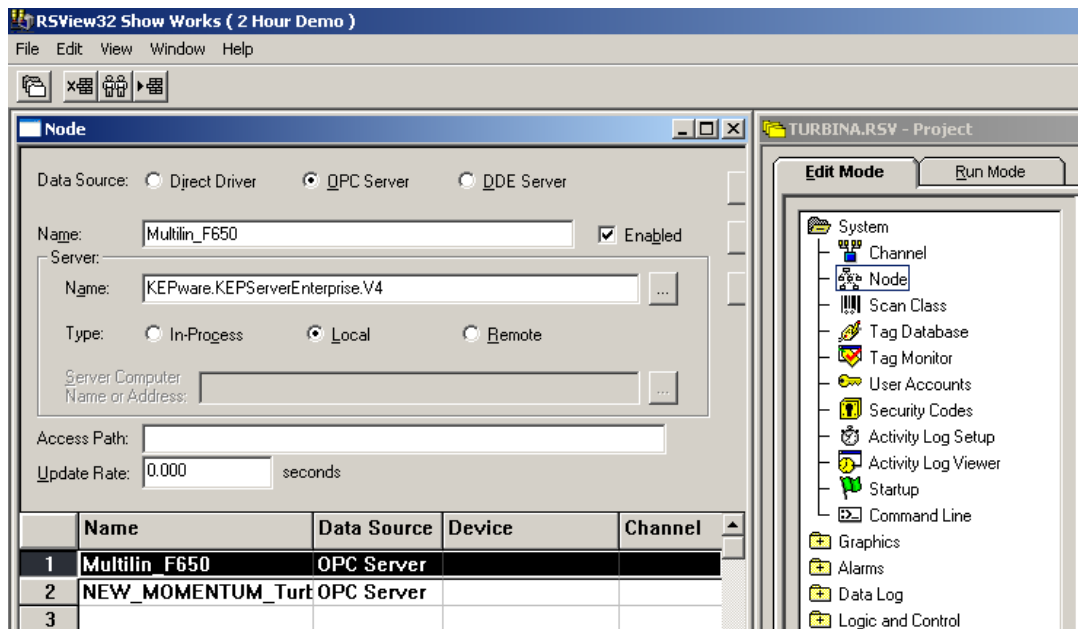 RSView32 Show Works ( 2 Hour Demo )
File Edit View Window Help
Node
Data Source: Direct Driver OPC Server DDE Server
Name: Multilin_F650 Enabled
Server:
Name: KEPware.KEPServerEnterprise.V4 ...
Type: In-Process Local Remote
Server Computer
Name or Address: ...
Access Path:
Update Rate: 0.000 seconds
Name Data Source Device Channel
1 Multilin_F650 OPC Server
2 NEW_MOMENTUM_Turb OPC Server
3
TURBINA.RSV - Project
Edit Mode Run Mode
System
Channel
Node
Scan Class
Tag Database
Tag Monitor
User Accounts
Security Codes
Activity Log Setup
Activity Log Viewer
Startup
Command Line
Graphics
Alarms
Data Log
Logic and Control